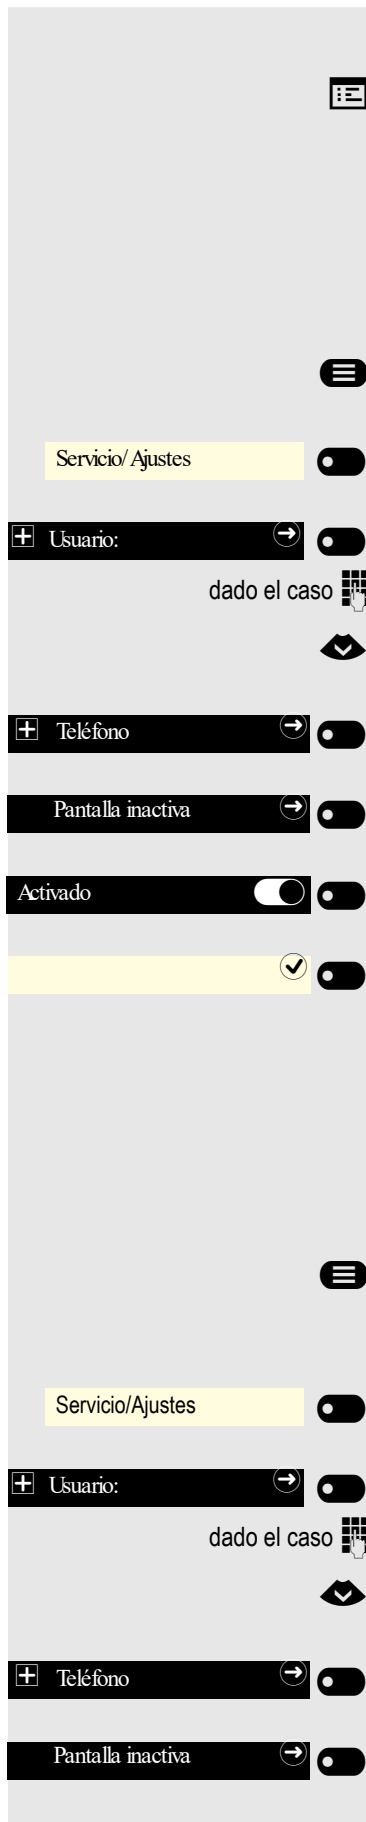 Servicio/Ajustes
Usuario:
dado el caso
Teléfono
Pantalla inactiva
Activado
Servicio/Ajustes
Usuario:
dado el caso
Teléfono
Pantalla inactiva